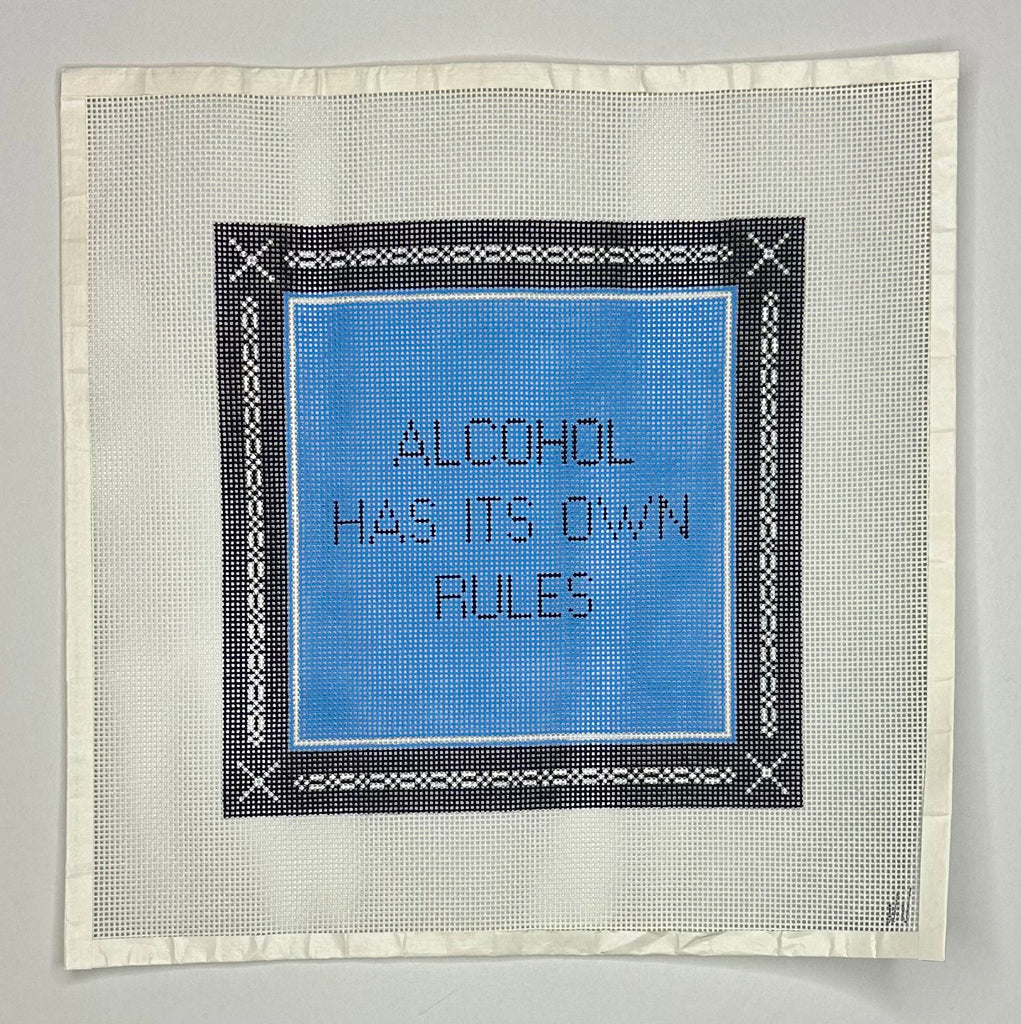 ALCOHOL
HAS ITS OWN
RULES